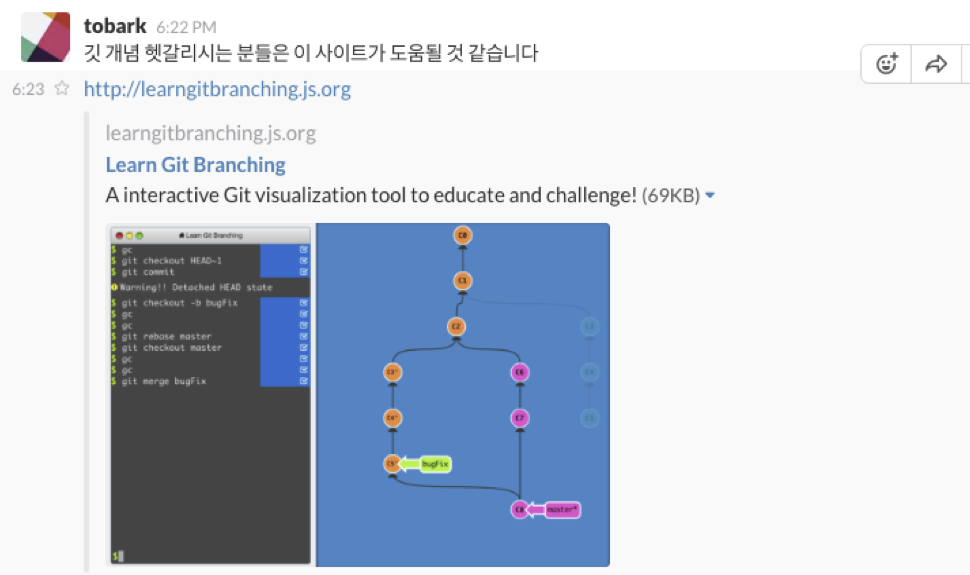 tobark 6:22 PM
깃 개념 헷갈리시는 분들은 이 사이트가 도움될 것 같습니다
6:23 http://learngitbranching.js.org
learngitbranching.js.org
Learn Git Branching
A interactive Git visualization tool to educate and challenge! (69KB)
Learn Git Branching
$ gc
$ git checkout HEAD~1
$ git commit
Warning!! Detached HEAD state
$ git checkout -b bugFix
$ gc
$ gc
$ git rebase master
$ git checkout master
$ gc
$ gc
$ git merge bugFix
$
C0
C1
C2
C3
C3' C6 C4
C4' C7 C5
C5' bugFix
C8 master*